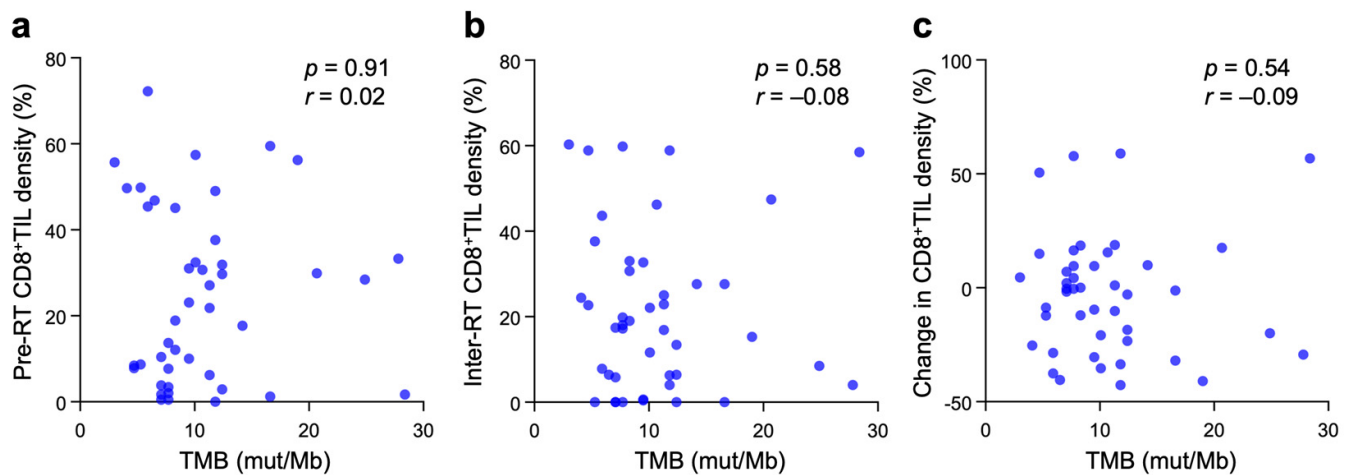 a
Pre-RT CD8⁺TIL density (%)
80
60
40
20
0
0 10 20 30
TMB (mut/Mb)
p = 0.91
r = 0.02
b
Inter-RT CD8⁺TIL density (%)
80
60
40
20
0
0 10 20 30
TMB (mut/Mb)
p = 0.58
r = –0.08
c
Change in CD8⁺TIL density (%)
100
50
0
-50
0 10 20 30
TMB (mut/Mb)
p = 0.54
r = –0.09